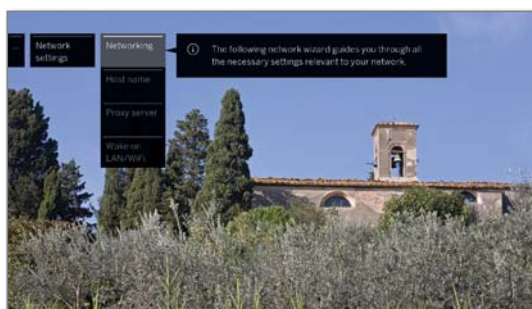 Network
settings
Networking
Host name
Proxy server
Wake on
LAN/WiFi
The following network wizard guides you through all
the necessary settings relevant to your network.